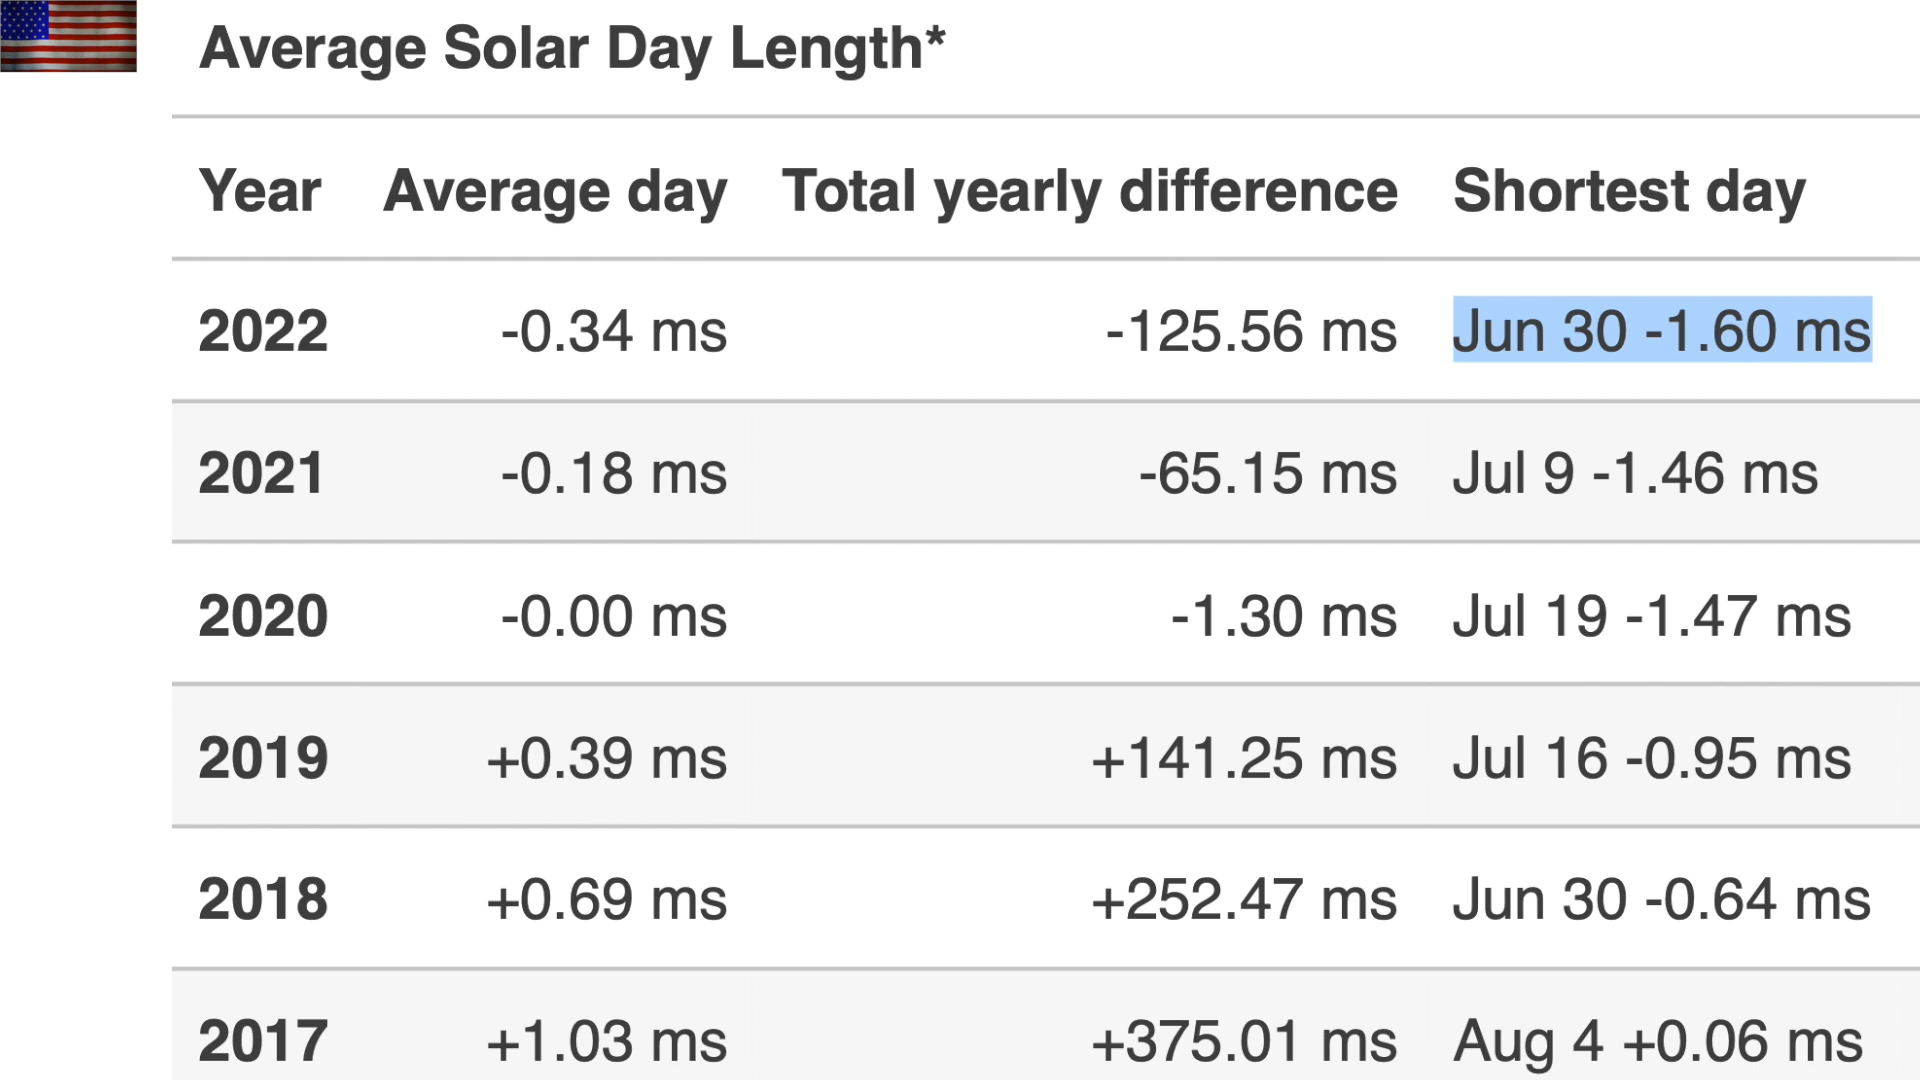 Average Solar Day Length*
Year Average day Total yearly difference Shortest day
2022 -0.34 ms -125.56 ms Jun 30 -1.60 ms
2021 -0.18 ms -65.15 ms Jul 9 -1.46 ms
2020 -0.00 ms -1.30 ms Jul 19 -1.47 ms
2019 +0.39 ms +141.25 ms Jul 16 -0.95 ms
2018 +0.69 ms +252.47 ms Jun 30 -0.64 ms
2017 +1.03 ms +375.01 ms Aug 4 +0.06 ms